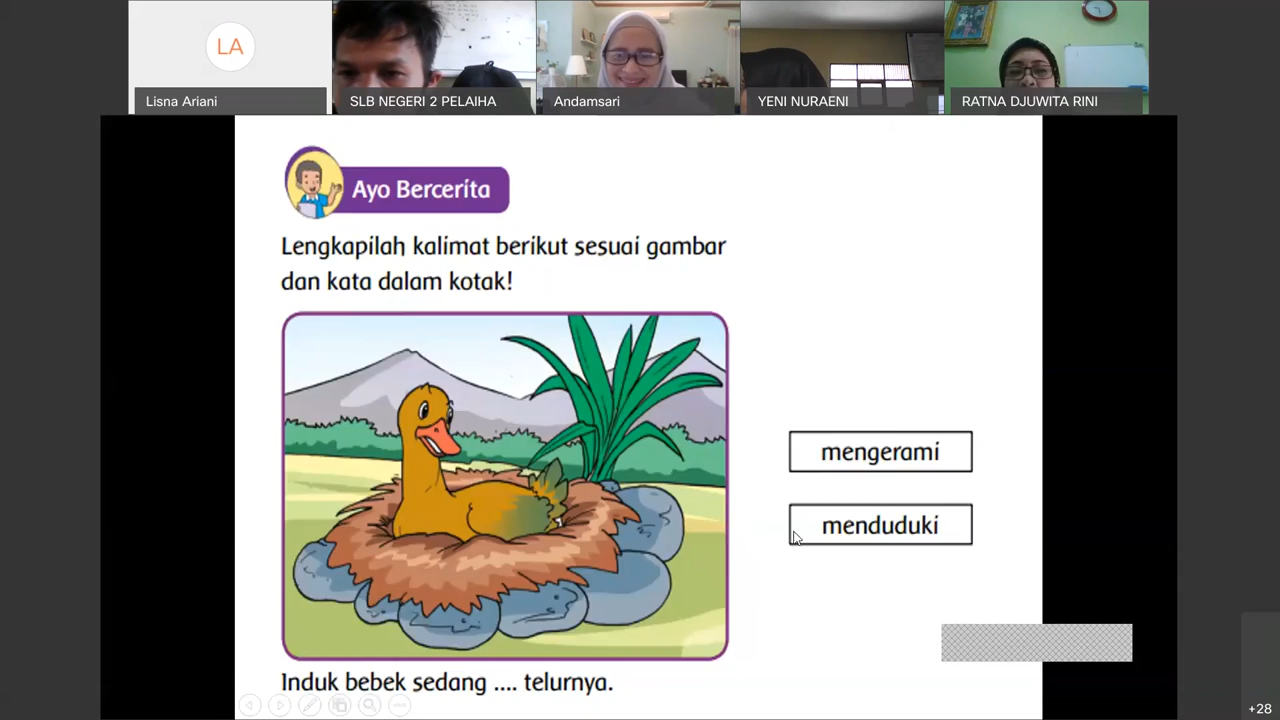 LA
Lisna Ariani
SLB NEGERI 2 PELAIHA
Andamsari
YENI NURAENI
RATNA DJUWITA RINI
Ayo Bercerita
Lengkapilah kalimat berikut sesuai gambar
dan kata dalam kotak!
mengerami
menduduki
Induk bebek sedang .... telurnya.
+28